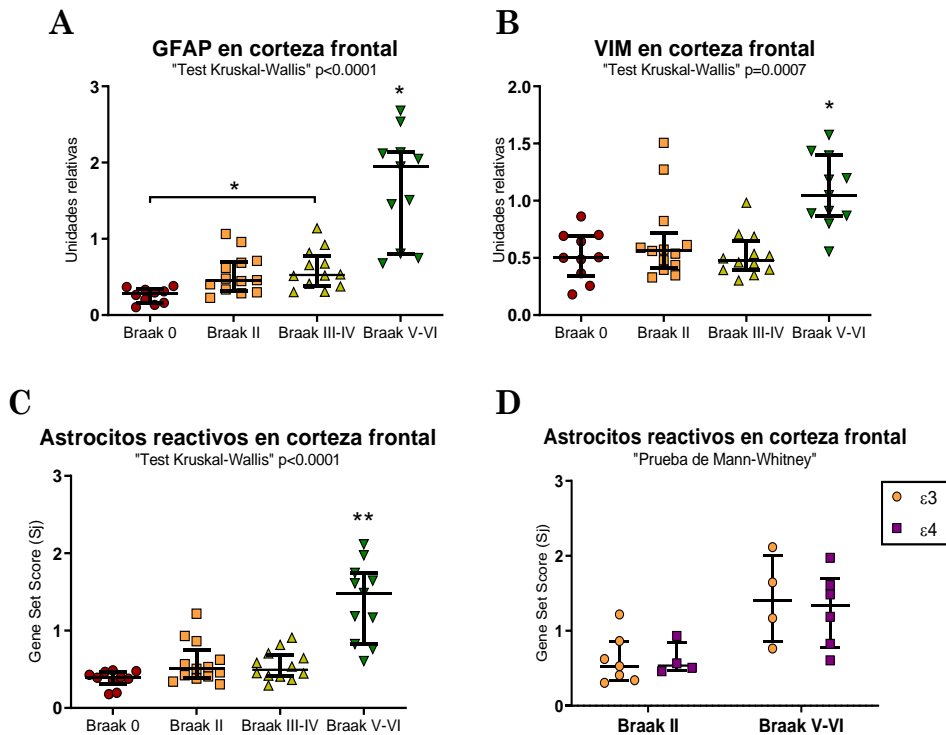 A
GFAP en corteza frontal
"Test Kruskal-Wallis" p<0.0001
Unidades relativas
3
2
1
0
*
*
Braak 0
Braak II
Braak III-IV
Braak V-VI
B
VIM en corteza frontal
"Test Kruskal-Wallis" p=0.0007
Unidades relativas
2.0
1.5
1.0
0.5
0.0
*
Braak 0
Braak II
Braak III-IV
Braak V-VI
C
Astrocitos reactivos en corteza frontal
"Test Kruskal-Wallis" p<0.0001
Gene Set Score (Sj)
3
2
1
0
**
Braak 0
Braak II
Braak III-IV
Braak V-VI
D
Astrocitos reactivos en corteza frontal
"Prueba de Mann-Whitney"
Gene Set Score (Sj)
3
2
1
0
Braak II
Braak V-VI
ε3
ε4